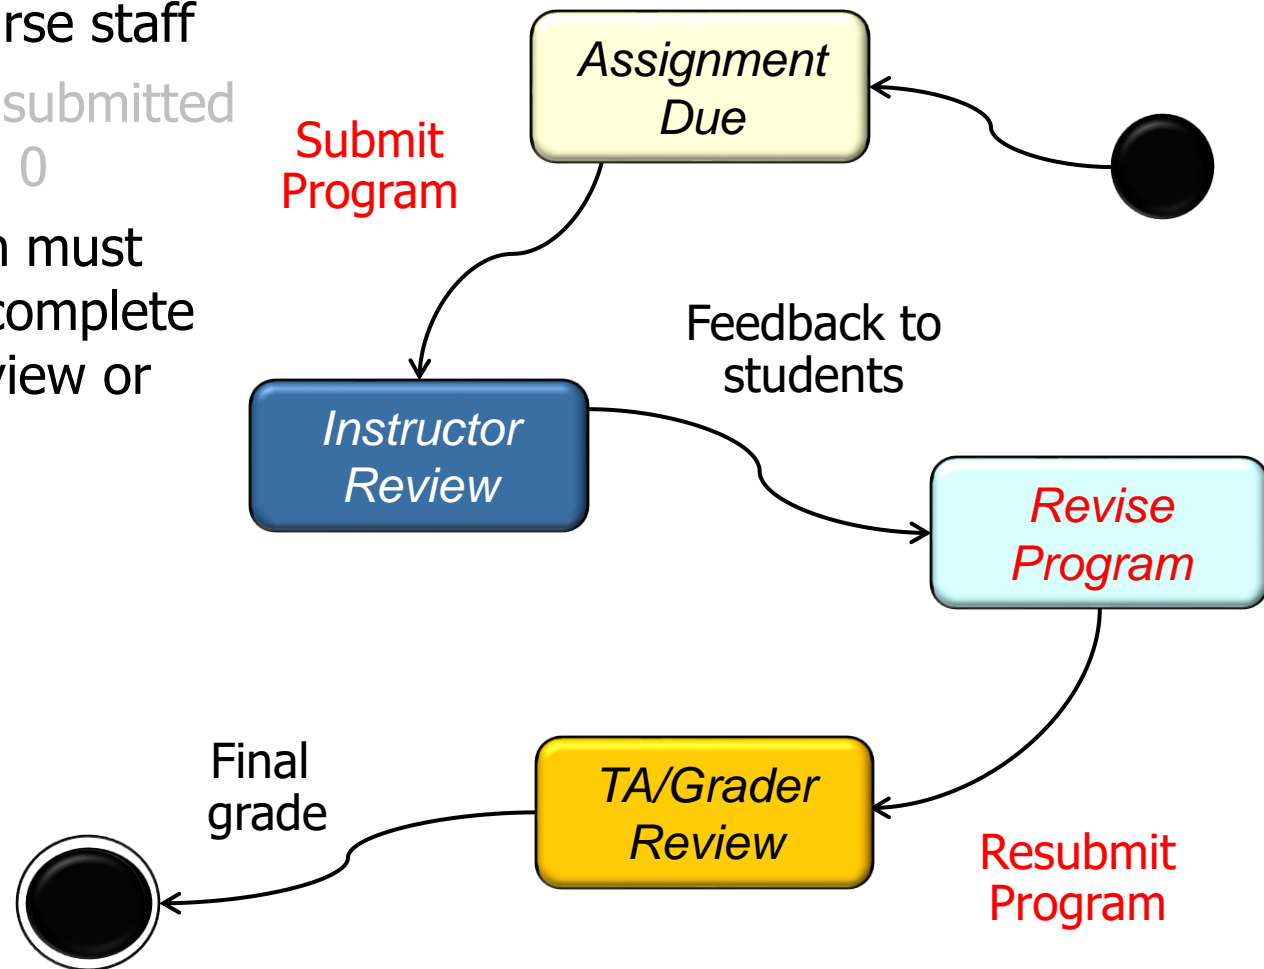 rse staff
submitted
0
must
complete
view or
Assignment
Due
Submit
Program
Feedback to
students
Instructor
Review
Revise
Program
Final
grade
TA/Grader
Review
Resubmit
Program